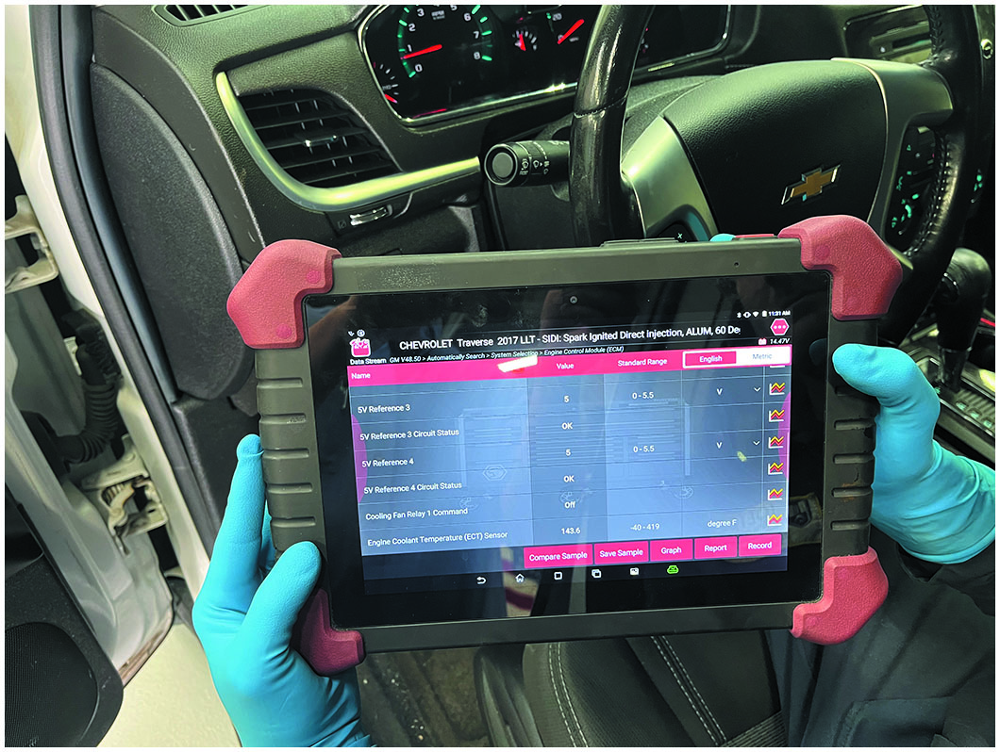 11:31 AM
CHEVROLET Traverse 2017 LLT - SIDI: Spark Ignited Direct Injection, ALUM, 60 De
14.47V
Data Stream GM V48.50 > Automatically Search > System Selection > Engine Control Module (ECM)
Name Value Standard Range English Metric
5V Reference 3 5 0 - 5.5 V
5V Reference 3 Circuit Status OK
5V Reference 4 5 0 - 5.5 V
5V Reference 4 Circuit Status OK
Cooling Fan Relay 1 Command Off
Engine Coolant Temperature (ECT) Sensor 143.6 -40 - 419 degree F
Compare Sample Save Sample Graph Report Record